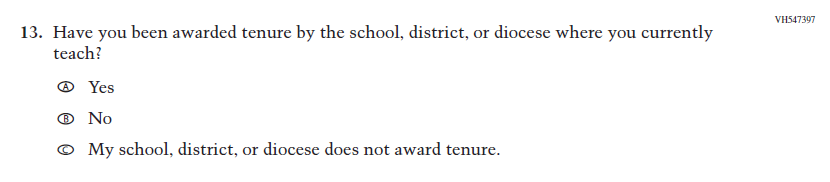 VH547397
13. Have you been awarded tenure by the school, district, or diocese where you currently
teach?
A Yes
B No
C My school, district, or diocese does not award tenure.